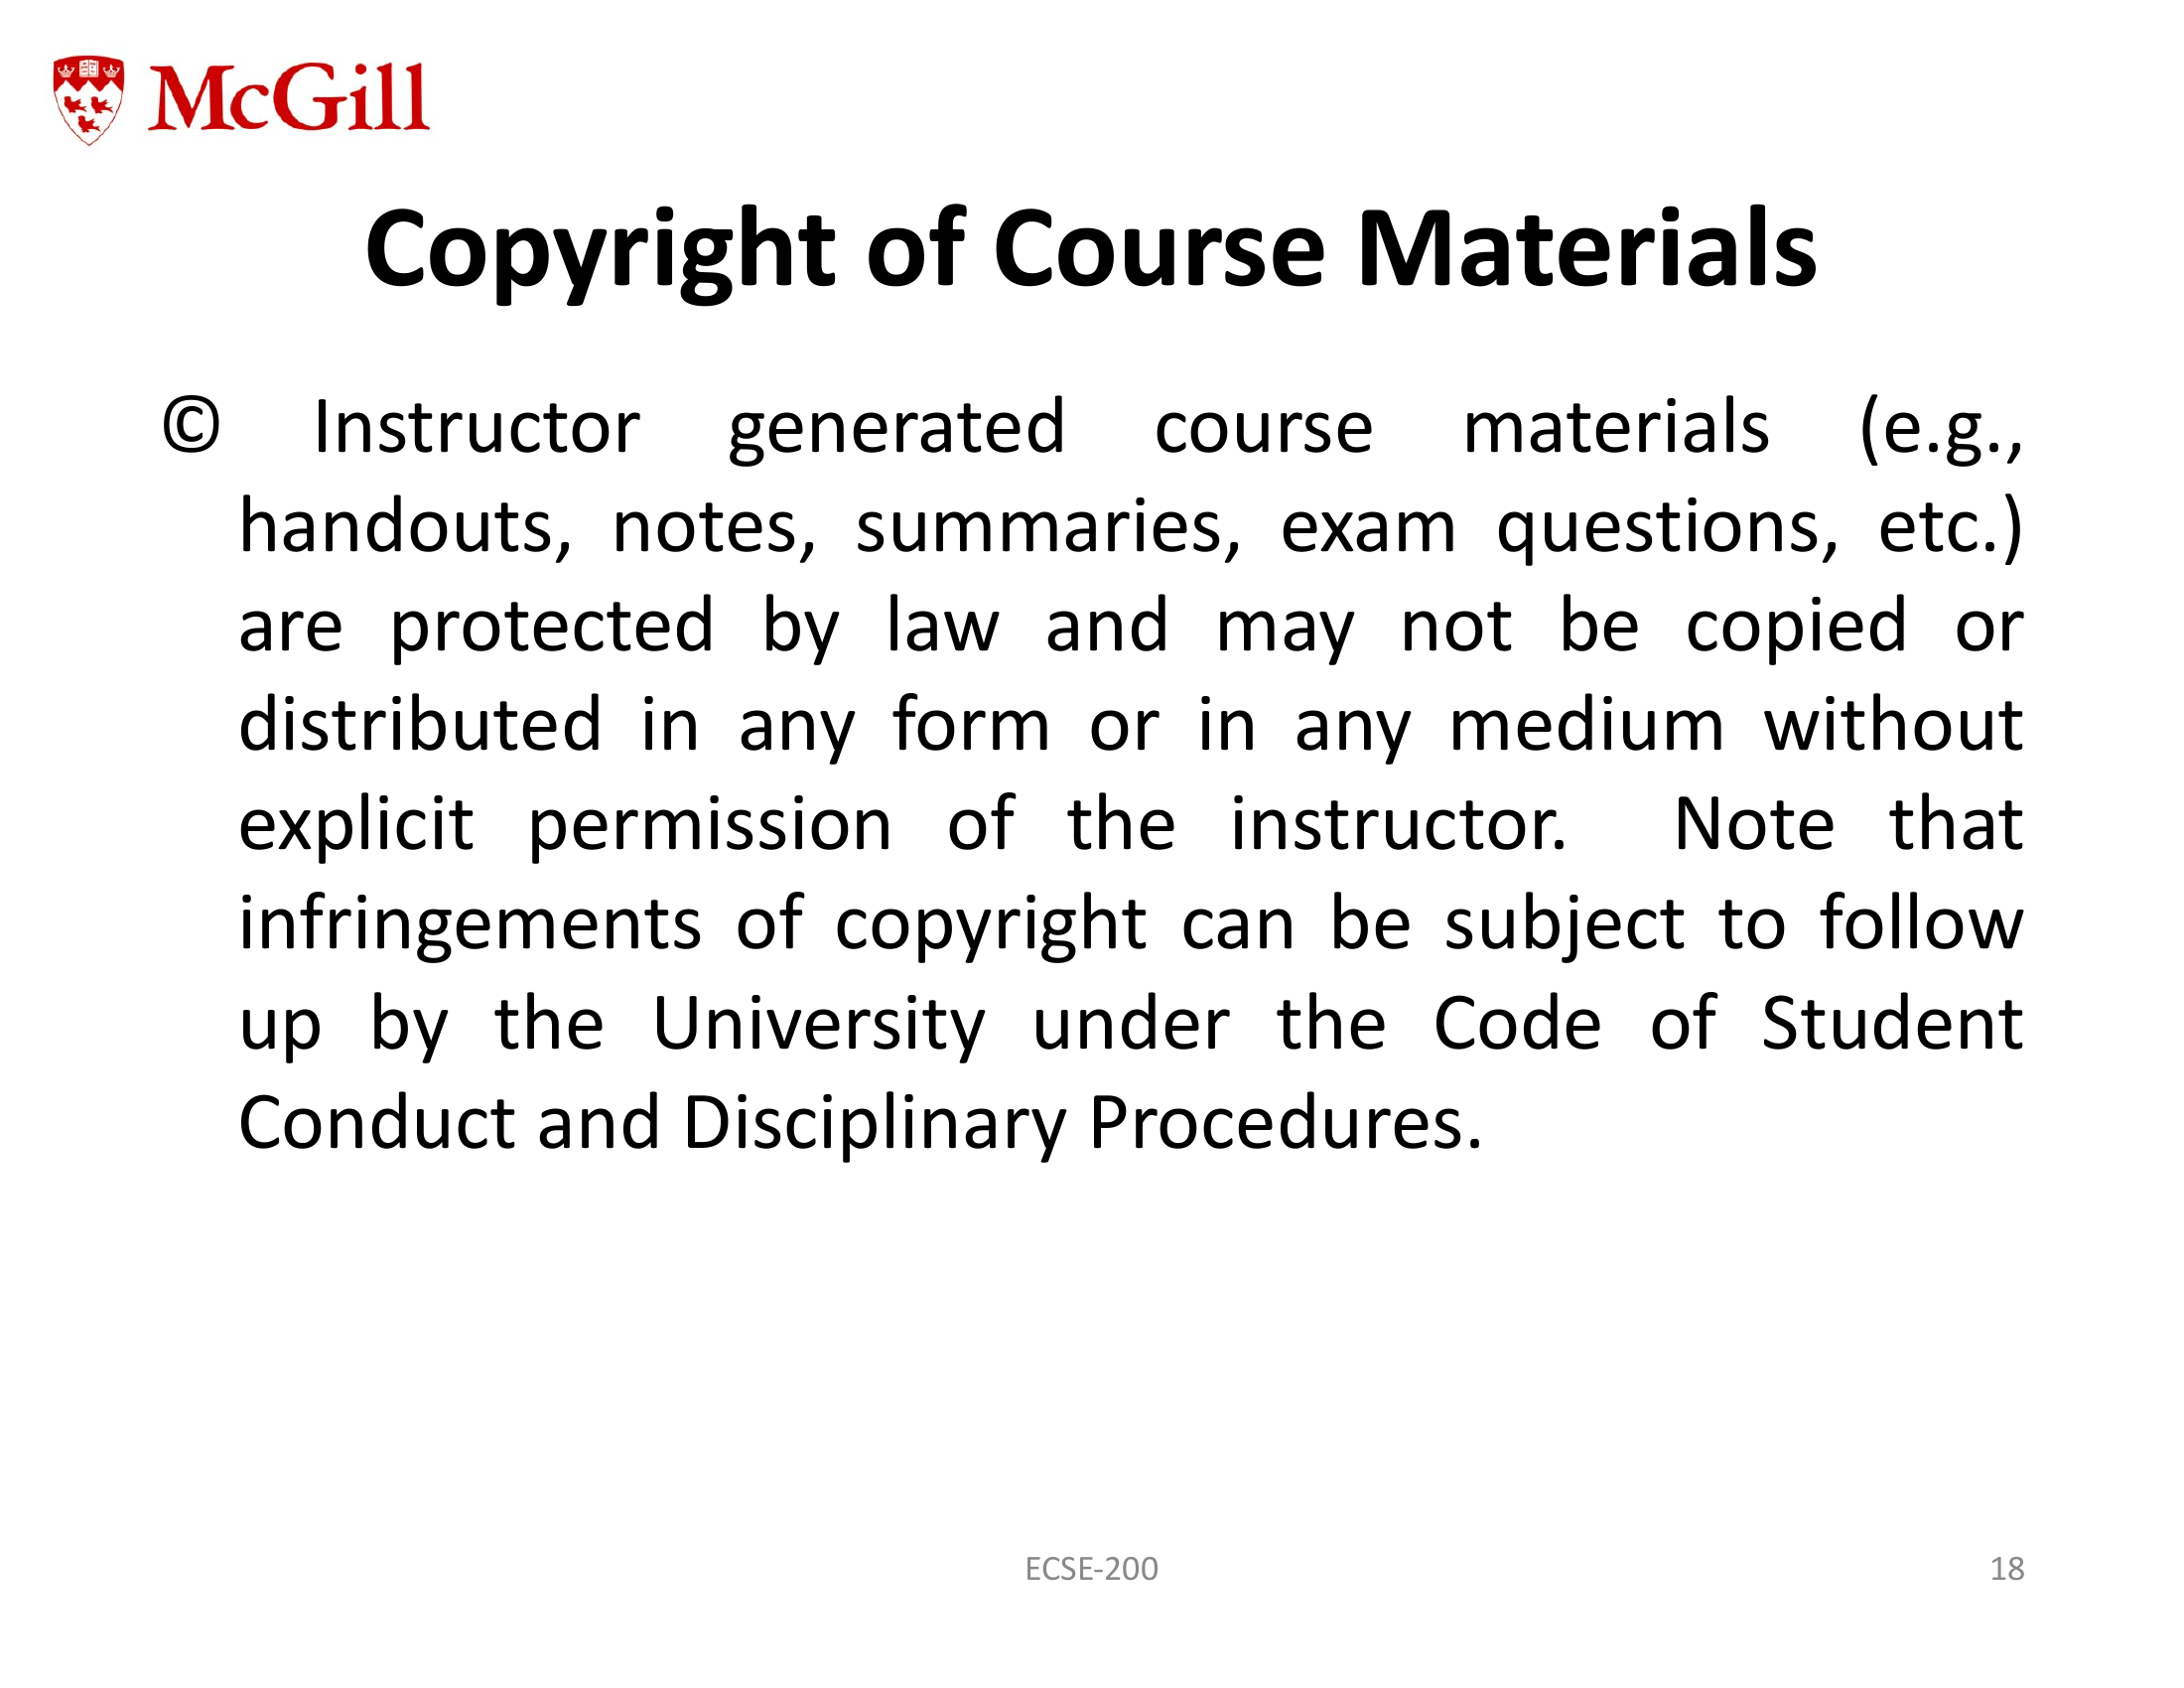 McGill
Copyright of Course Materials
© Instructor generated course materials (e.g.,
handouts, notes, summaries, exam questions, etc.)
are protected by law and may not be copied or
distributed in any form or in any medium without
explicit permission of the instructor. Note that
infringements of copyright can be subject to follow
up by the University under the Code of Student
Conduct and Disciplinary Procedures.
ECSE-200
18